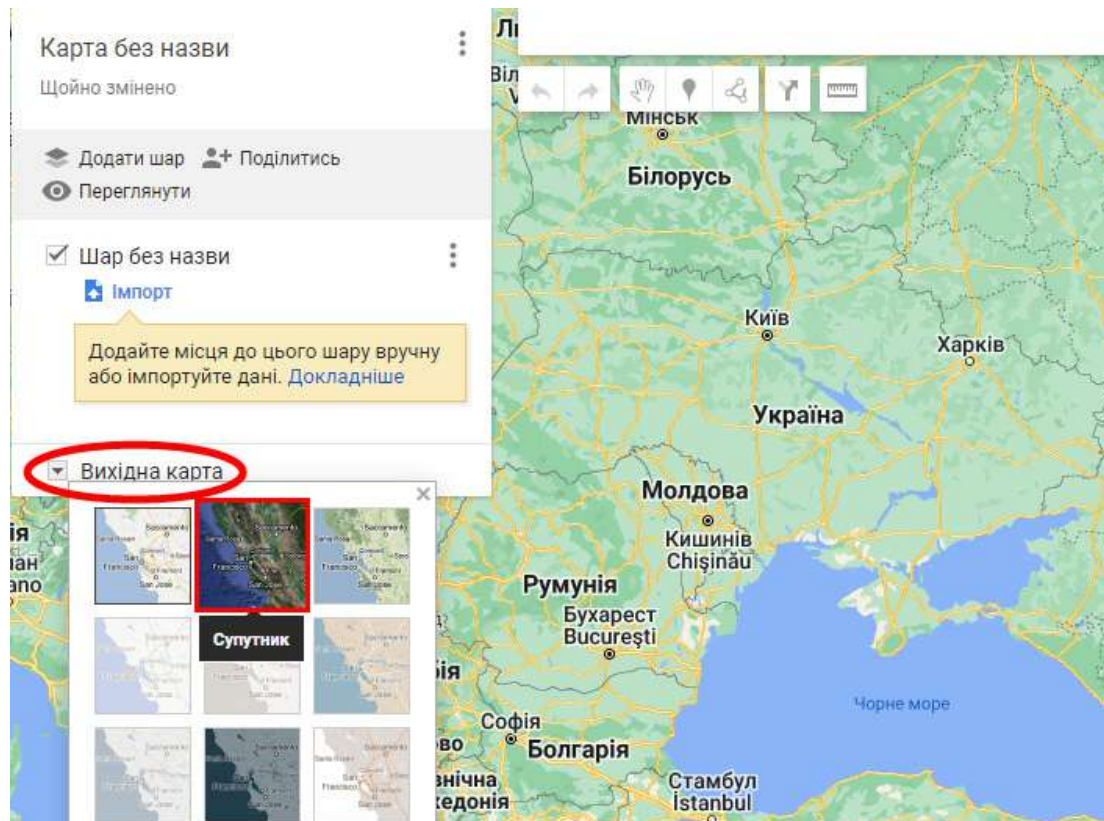 Карта без назви
Щойно змінено
Додати шар Поділитись
Переглянути
Шар без назви
Імпорт
Додайте місця до цього шару вручну
або імпортуйте дані. Докладніше
Вихідна карта
Супутник
Мінськ
Білорусь
Київ
Харків
Україна
Молдова
Кишинів
Chișinău
Румунія
Бухарест
București
Чорне море
Софія
Болгарія
Стамбул
İstanbul